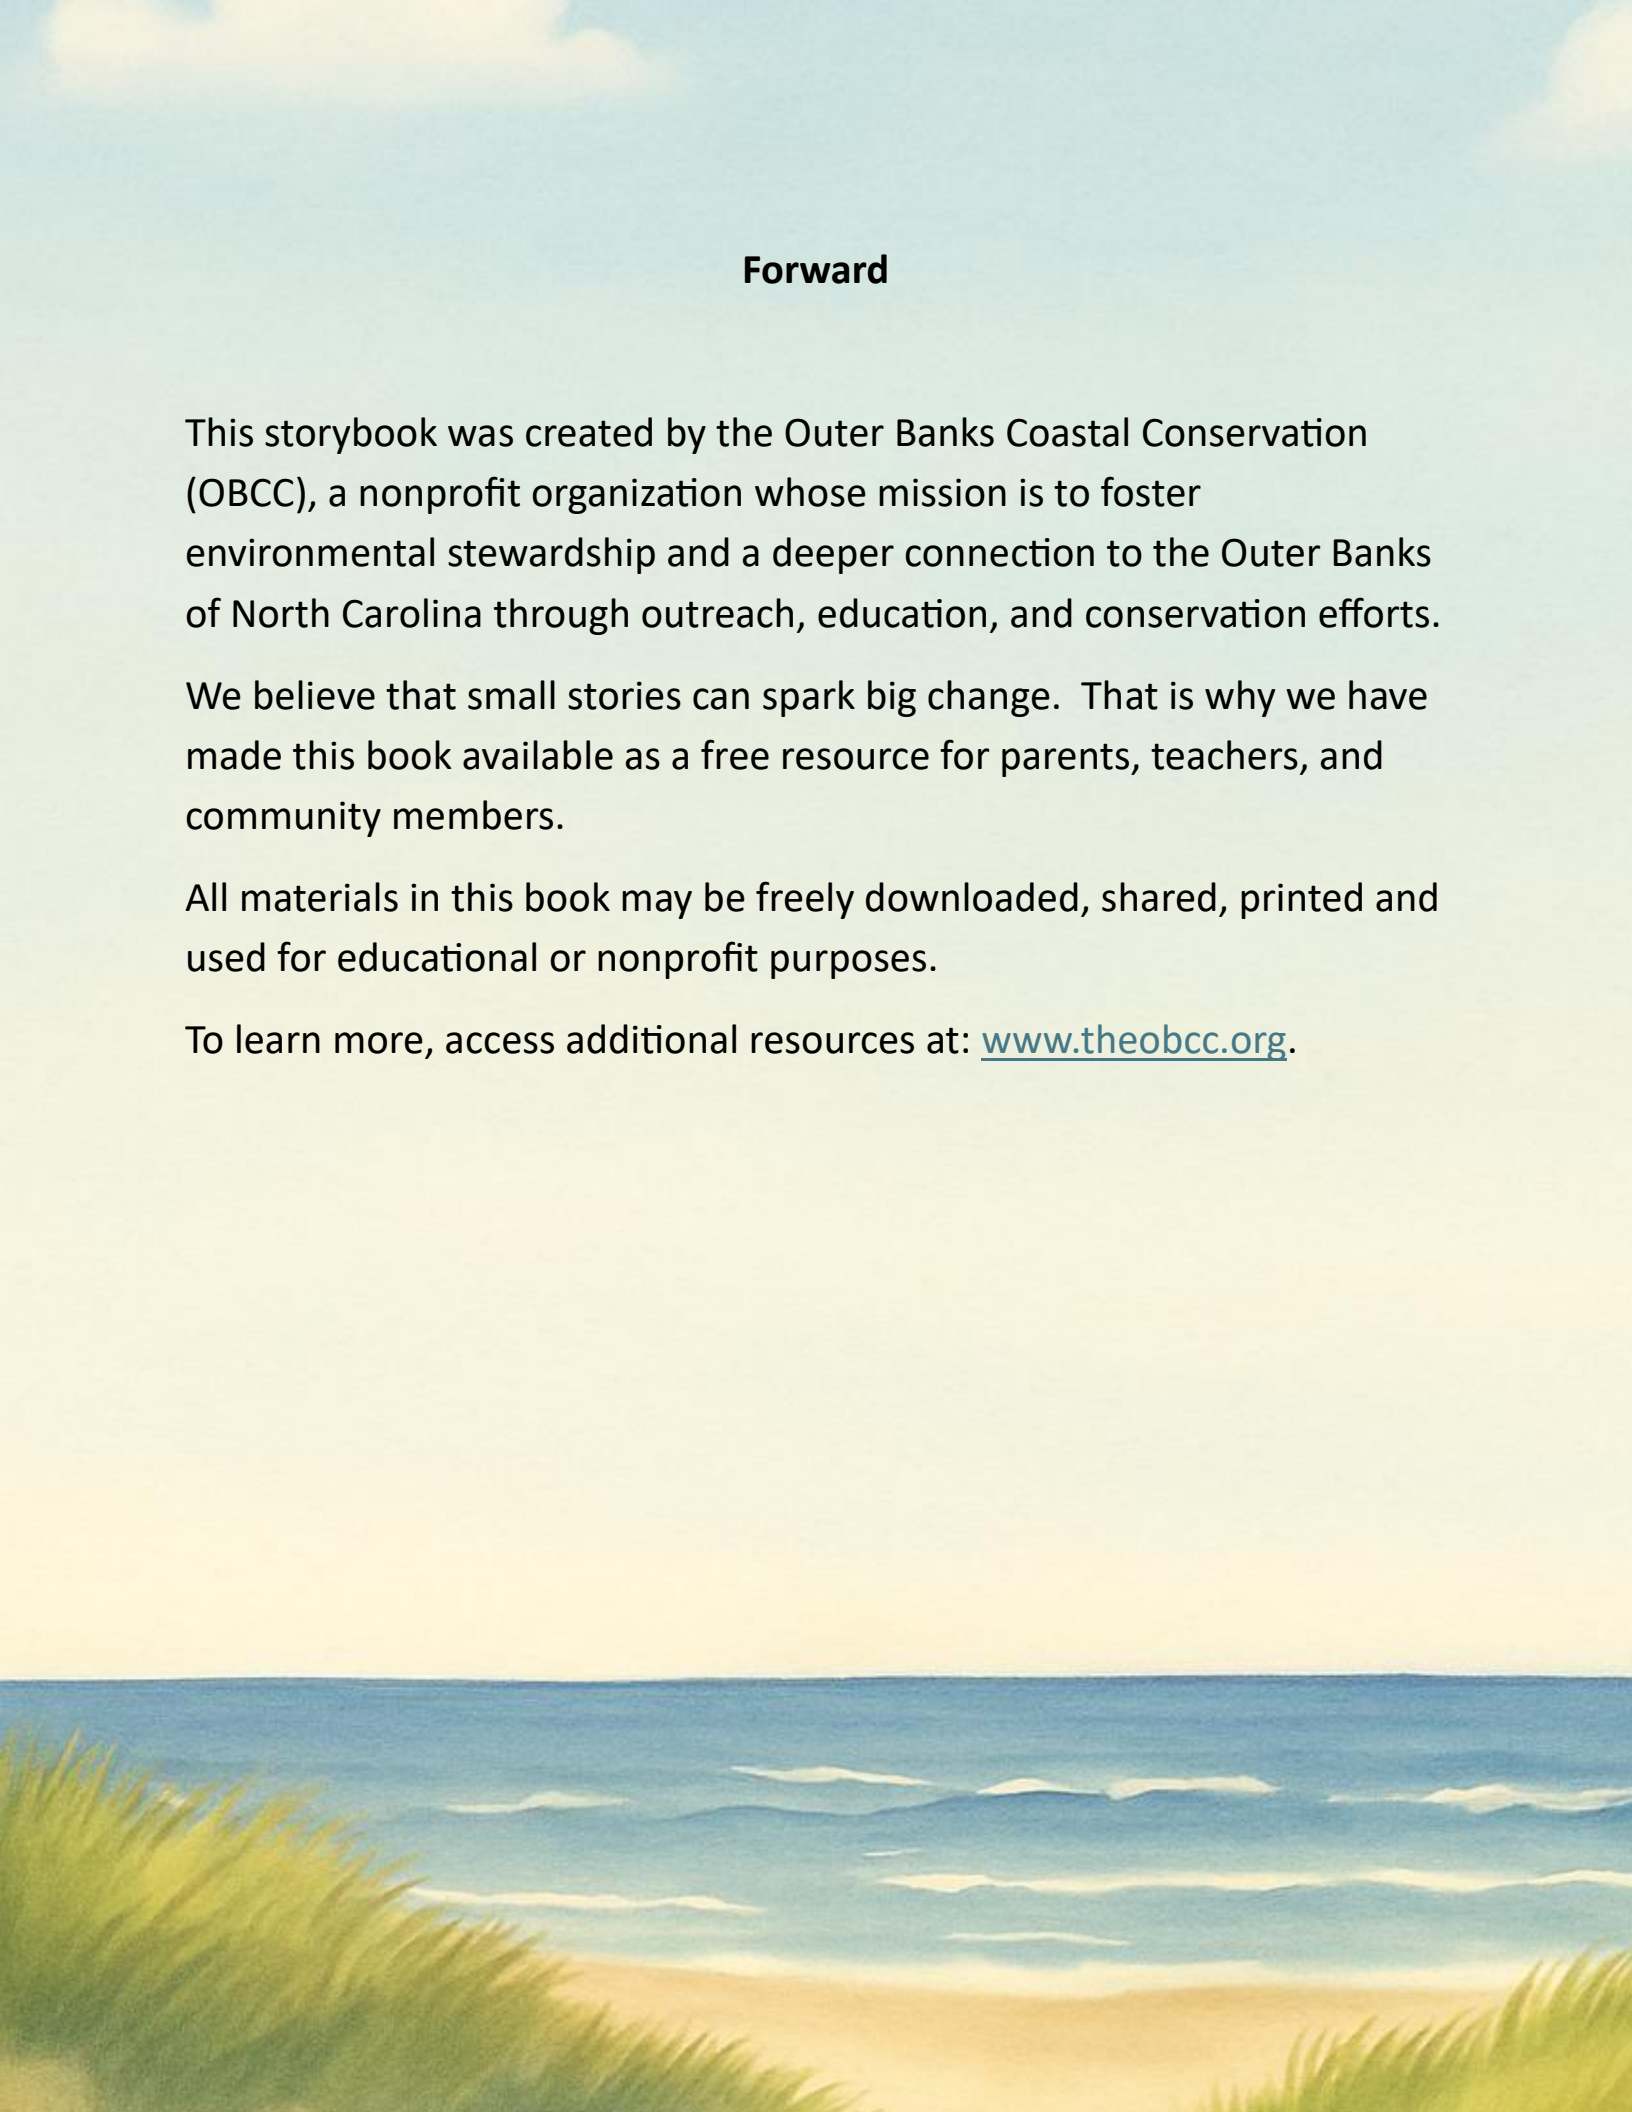 Forward
This storybook was created by the Outer Banks Coastal Conservation
(OBCC), a nonprofit organization whose mission is to foster
environmental stewardship and a deeper connection to the Outer Banks
of North Carolina through outreach, education, and conservation efforts.
We believe that small stories can spark big change.  That is why we have
made this book available as a free resource for parents, teachers, and
community members.
All materials in this book may be freely downloaded, shared, printed and
used for educational or nonprofit purposes.
To learn more, access additional resources at: www.theobcc.org.